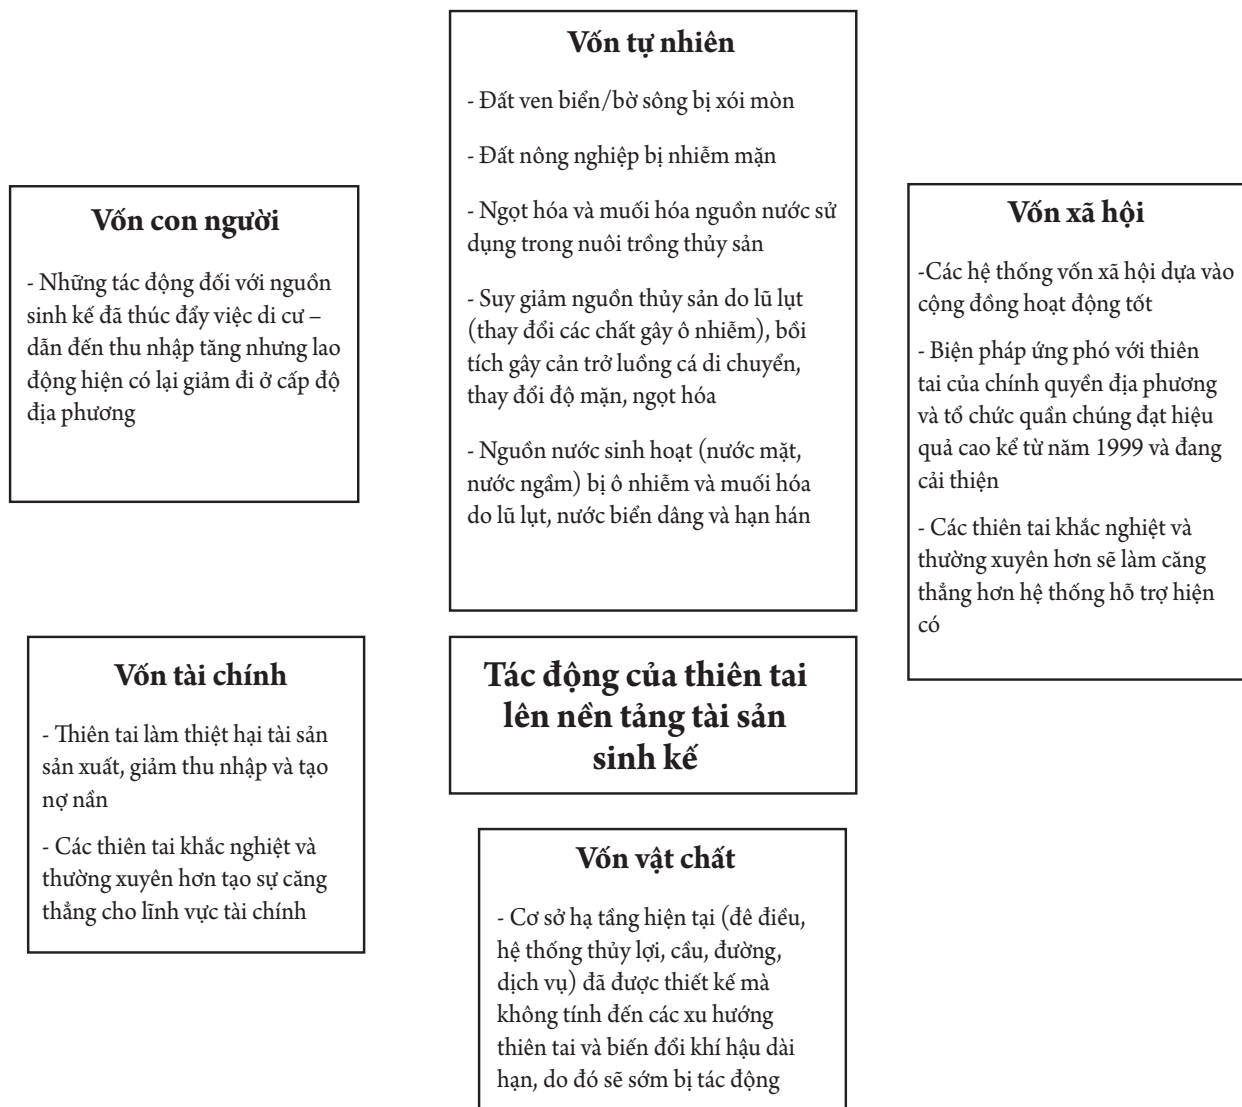 Vốn tự nhiên
- Đất ven biển/bờ sông bị xói mòn
- Đất nông nghiệp bị nhiễm mặn
- Ngọt hóa và muối hóa nguồn nước sử
dụng trong nuôi trồng thủy sản
- Suy giảm nguồn thủy sản do lũ lụt
(thay đổi các chất gây ô nhiễm), bồi
tích gây cản trở luồng cá di chuyển,
thay đổi độ mặn, ngọt hóa
- Nguồn nước sinh hoạt (nước mặt,
nước ngầm) bị ô nhiễm và muối hóa
do lũ lụt, nước biển dâng và hạn hán
Vốn con người
- Những tác động đối với nguồn
sinh kế đã thúc đẩy việc di cư –
dẫn đến thu nhập tăng nhưng lao
động hiện có lại giảm đi ở cấp độ
địa phương
Vốn xã hội
-Các hệ thống vốn xã hội dựa vào
cộng đồng hoạt động tốt
- Biện pháp ứng phó với thiên
tai của chính quyền địa phương
và tổ chức quần chúng đạt hiệu
quả cao kể từ năm 1999 và đang
cải thiện
- Các thiên tai khắc nghiệt và
thường xuyên hơn sẽ làm căng
thẳng hơn hệ thống hỗ trợ hiện
có
Vốn tài chính
- Thiên tai làm thiệt hại tài sản
sản xuất, giảm thu nhập và tạo
nợ nần
- Các thiên tai khắc nghiệt và
thường xuyên hơn tạo sự căng
thẳng cho lĩnh vực tài chính
Tác động của thiên tai
lên nền tảng tài sản
sinh kế
Vốn vật chất
- Cơ sở hạ tầng hiện tại (đê điều,
hệ thống thủy lợi, cầu, đường,
dịch vụ) đã được thiết kế mà
không tính đến các xu hướng
thiên tai và biến đổi khí hậu dài
hạn, do đó sẽ sớm bị tác động